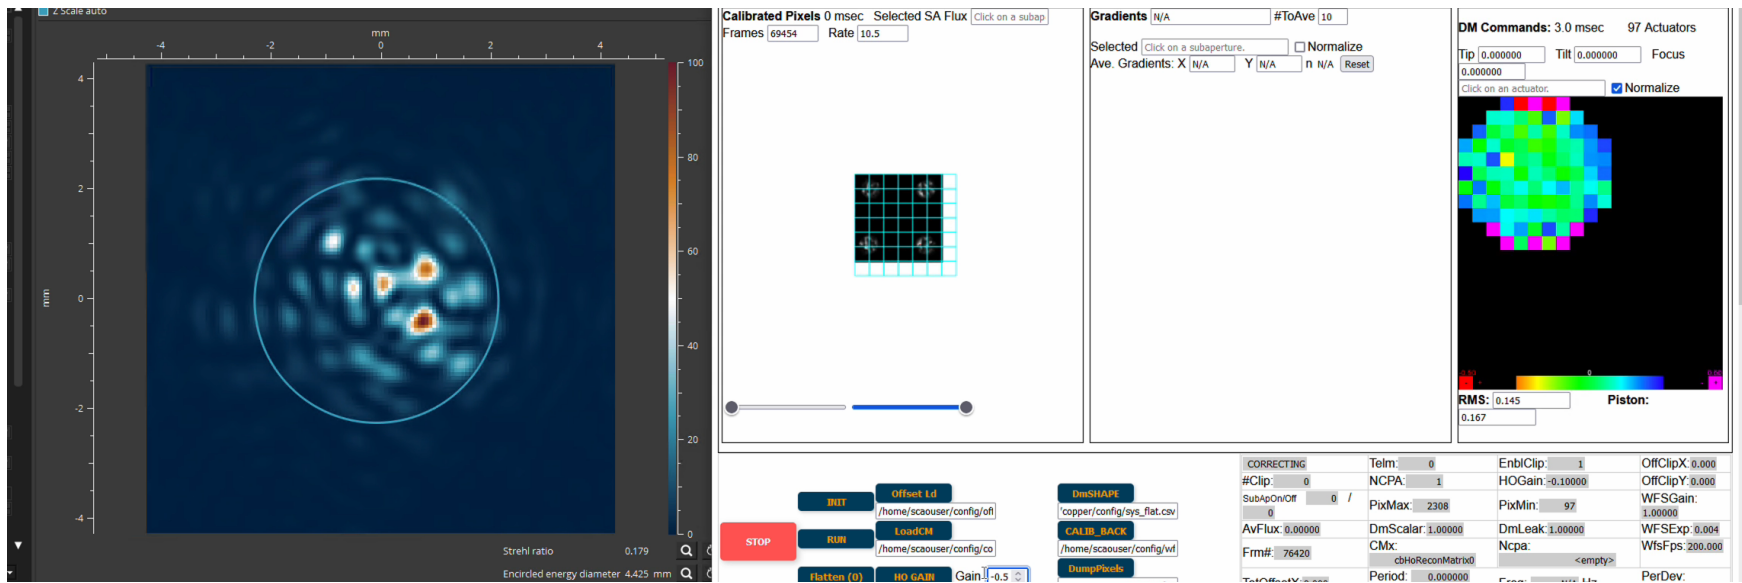 Z Scale auto
mm
-4 -2 0 2 4
mm
4
2
0
-2
-4
100
80
60
40
20
0
Strehl ratio 0.179
Encircled energy diameter 4.425 mm
Calibrated Pixels 0 msec Selected SA Flux Click on a subap
Frames 69454 Rate 10.5
Gradients N/A #ToAve 10
Selected Click on a subaperture. Normalize
Ave. Gradients: X N/A Y N/A n N/A Reset
DM Commands: 3.0 msec 97 Actuators
Tip 0.000000 Tilt 0.000000 Focus
0.000000
Click on an actuator. Normalize
0
RMS: 0.145 Piston:
0.167
STOP
INIT
RUN
Flatten (0)
Offset Ld
/home/scaouser/config/off
LoadCM
/home/scaouser/config/co
HO GAIN Gain -0.5
DmSHAPE
'copper/config/sys_flat.csv
CALIB_BACK
/home/scaouser/config/wf
DumpPixels
CORRECTING Telm: 0 EnblClip: 1 OffClipX: 0.000
#Clip: 0 NCPA: 1 HOGain: -0.10000 OffClipY: 0.000
SubApOn/Off 0 / 0 PixMax: 2308 PixMin: 97 WFSGain: 1.00000
AvFlux: 0.00000 DmScalar: 1.00000 DmLeak: 1.00000 WFSExp: 0.004
Frm#: 76420 CMx: cbHoReconMatrix0 Ncpa: <empty> WfsFps: 200.000
Period: 0.000000 PerDev: